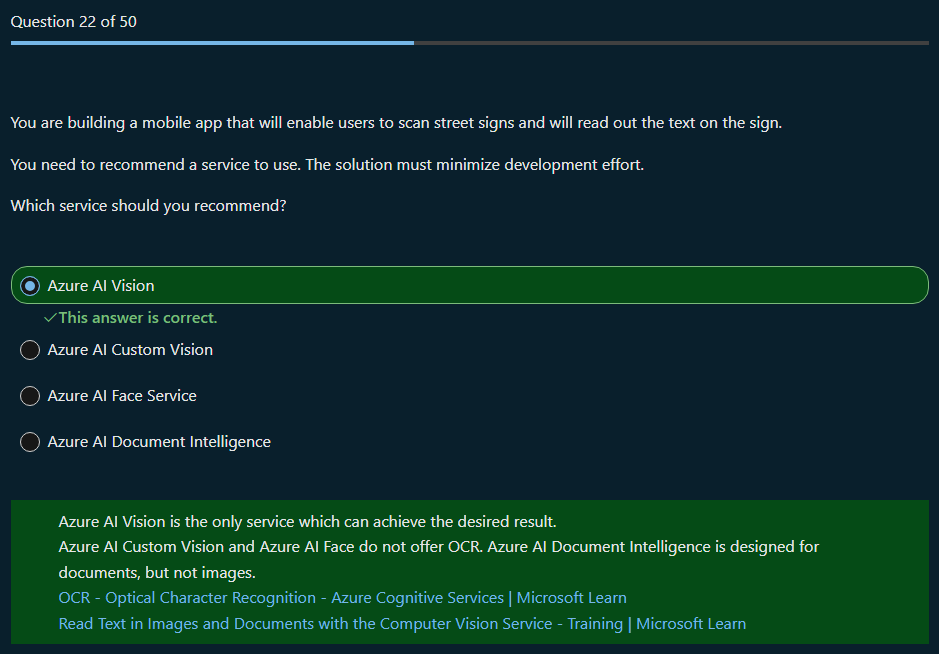 Question 22 of 50
You are building a mobile app that will enable users to scan street signs and will read out the text on the sign.
You need to recommend a service to use. The solution must minimize development effort.
Which service should you recommend?
Azure AI Vision
✓This answer is correct.
Azure AI Custom Vision
Azure AI Face Service
Azure AI Document Intelligence
Azure AI Vision is the only service which can achieve the desired result.
Azure AI Custom Vision and Azure AI Face do not offer OCR. Azure AI Document Intelligence is designed for
documents, but not images.
OCR - Optical Character Recognition - Azure Cognitive Services | Microsoft Learn
Read Text in Images and Documents with the Computer Vision Service - Training | Microsoft Learn